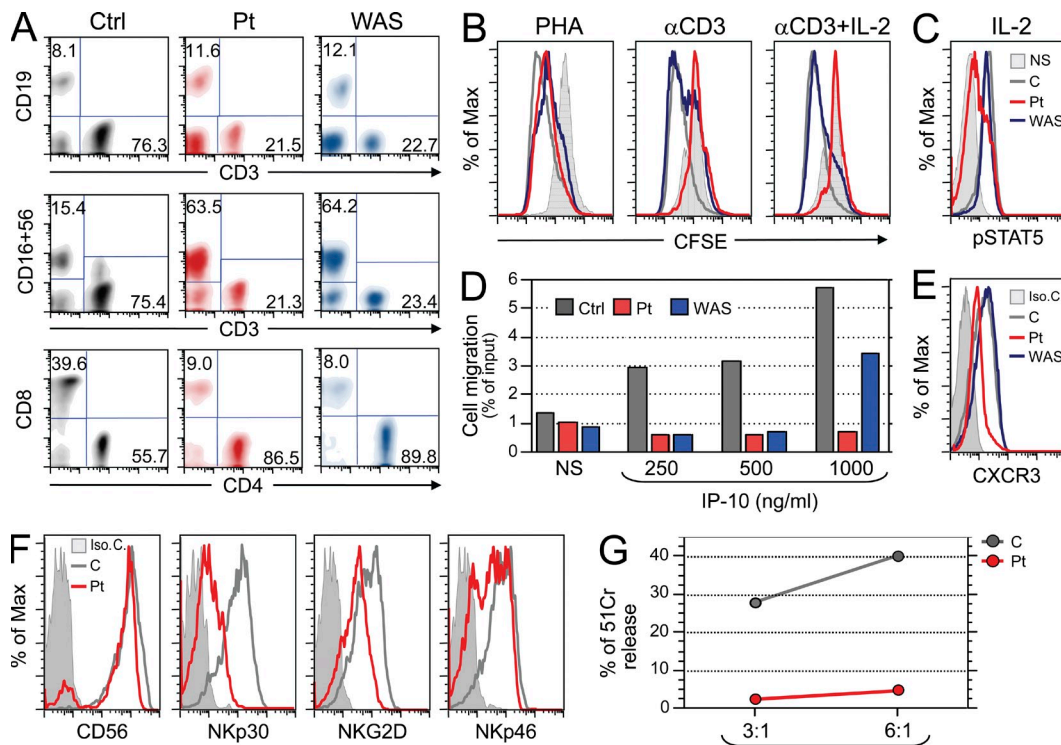 A
Ctrl
Pt
WAS
8.1
11.6
12.1
CD19
76.3
21.5
22.7
CD3
15.4
63.5
64.2
CD16+56
75.4
21.3
23.4
CD3
39.6
9.0
8.0
CD8
55.7
86.5
89.8
CD4
B
PHA
αCD3
αCD3+IL-2
% of Max
CFSE
C
IL-2
NS
C
Pt
WAS
% of Max
pSTAT5
D
Ctrl
Pt
WAS
Cell migration
(% of input)
6
5
4
3
2
1
0
NS
250
500
1000
IP-10 (ng/ml)
E
Iso.C
C
Pt
WAS
% of Max
CXCR3
F
Iso.C.
C
Pt
% of Max
CD56
NKp30
NKG2D
NKp46
G
C
Pt
% of 51Cr
release
40
30
20
10
0
3:1
6:1